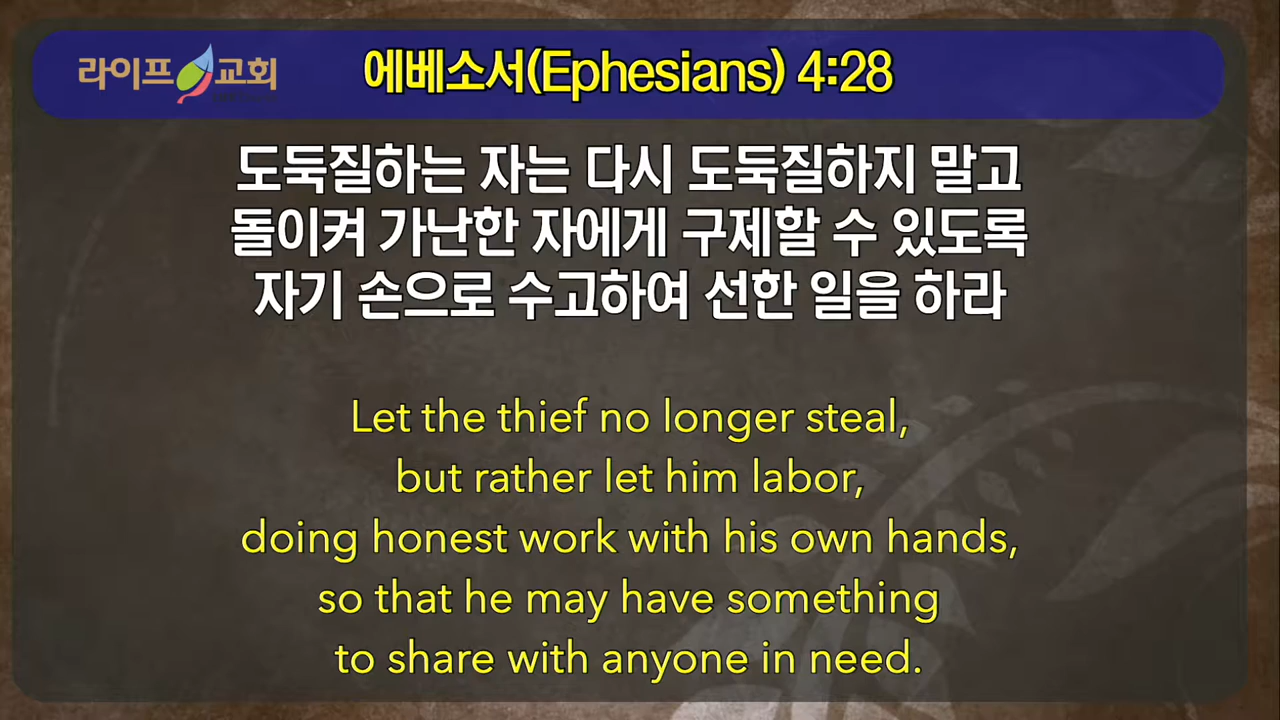 라이프교회
에베소서(Ephesians) 4:28
도둑질하는 자는 다시 도둑질하지 말고
돌이켜 가난한 자에게 구제할 수 있도록
자기 손으로 수고하여 선한 일을 하라
Let the thief no longer steal,
but rather let him labor,
doing honest work with his own hands,
so that he may have something
to share with anyone in need.